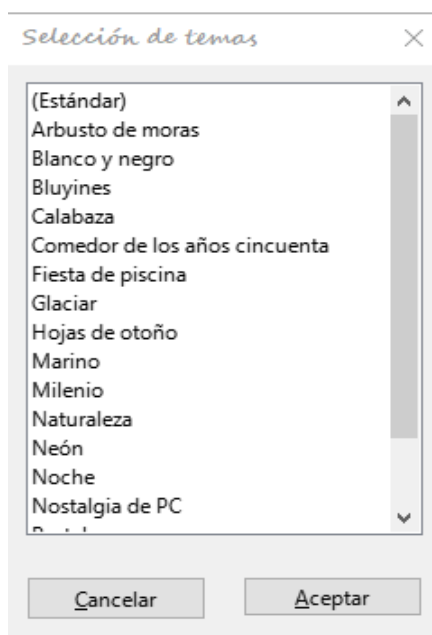 Selección de temas
(Estándar)
Arbusto de moras
Blanco y negro
Bluyines
Calabaza
Comedor de los años cincuenta
Fiesta de piscina
Glaciar
Hojas de otoño
Marino
Milenio
Naturaleza
Neón
Noche
Nostalgia de PC
Cancelar
Aceptar